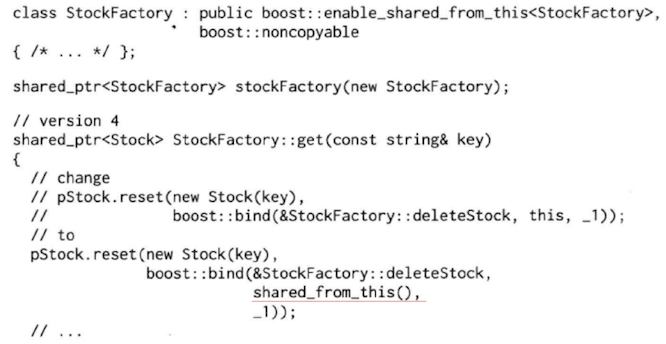 class StockFactory : public boost::enable_shared_from_this<StockFactory>,
boost::noncopyable
{ /* ... */ };
shared_ptr<StockFactory> stockFactory(new StockFactory);
// version 4
shared_ptr<Stock> StockFactory::get(const string& key)
{
// change
// pStock.reset(new Stock(key),
// boost::bind(&StockFactory::deleteStock, this, _1));
// to
pStock.reset(new Stock(key),
boost::bind(&StockFactory::deleteStock,
shared_from_this(),
_1));
// ...